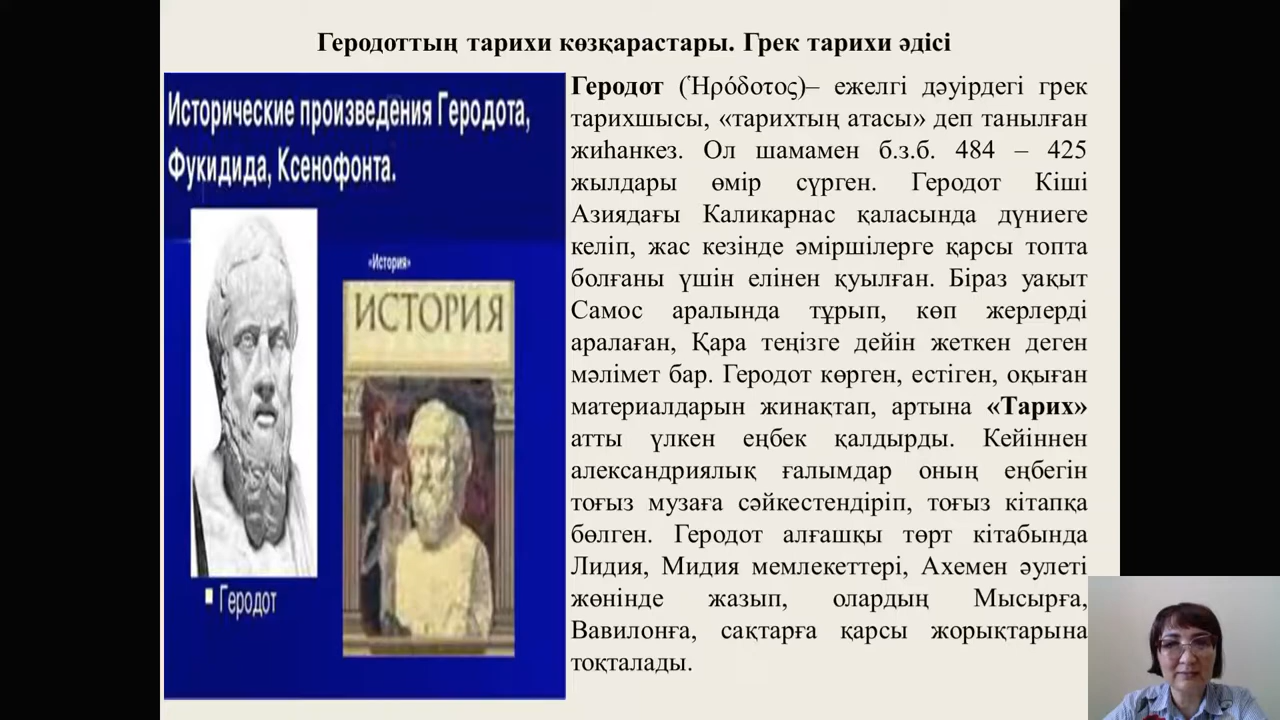 Геродоттың тарихи көзқарастары. Грек тарихи әдісі
Исторические произведения Геродота,
Фукидида, Ксенофонта.
«История»
ИСТОРИЯ
Геродот
Геродот (Ἡρόδοτος)– ежелгі дәуірдегі грек
тарихшысы, «тарихтың атасы» деп танылған
жиһанкез. Ол шамамен б.з.б. 484 – 425
жылдары өмір сүрген. Геродот Кіші
Азиядағы Каликарнас қаласында дүниеге
келіп, жас кезінде әміршілерге қарсы топта
болғаны үшін елінен қуылған. Біраз уақыт
Самос аралында тұрып, көп жерлерді
аралаған, Қара теңізге дейін жеткен деген
мәлімет бар. Геродот көрген, естіген, оқыған
материалдарын жинақтап, артына «Тарих»
атты үлкен еңбек қалдырды. Кейіннен
александриялық ғалымдар оның еңбегін
тоғыз музаға сәйкестендіріп, тоғыз кітапқа
бөлген. Геродот алғашқы төрт кітабында
Лидия, Мидия мемлекеттері, Ахемен әулеті
жөнінде жазып, олардың Мысырға,
Вавилонға, сақтарға қарсы жорықтарына
тоқталады.